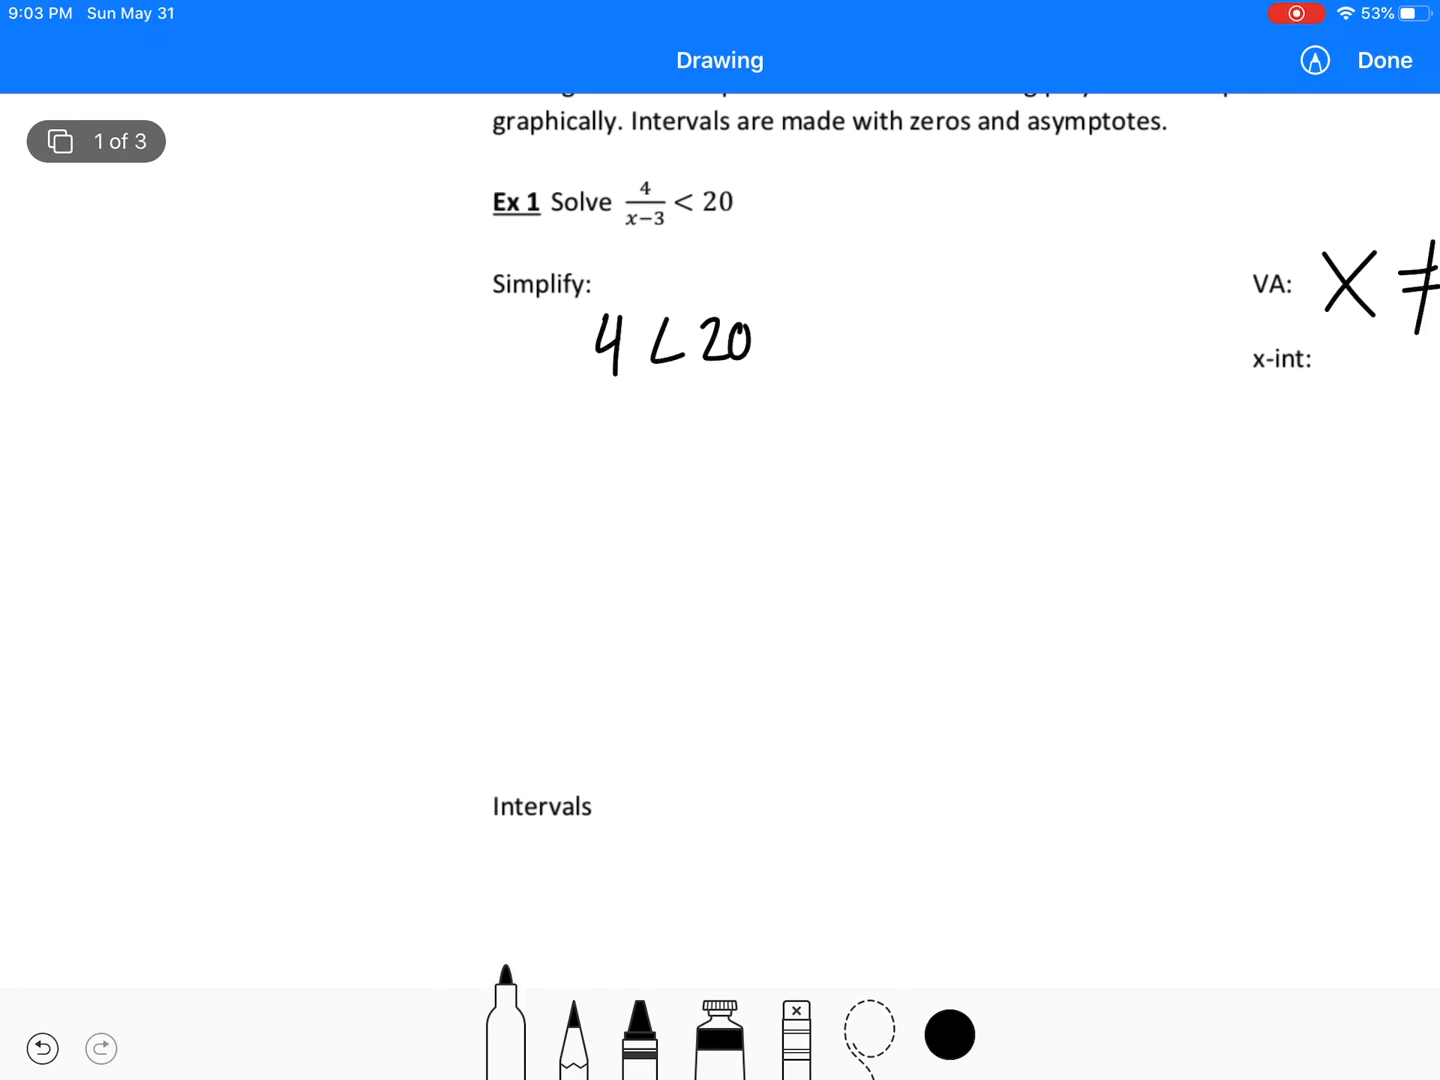 9:03 PM Sun May 31
53%
Drawing
Done
1 of 3
graphically. Intervals are made with zeros and asymptotes.
Ex 1 Solve 4/(x−3) < 20
Simplify:
4 < 20
VA: X ≠
x-int:
Intervals